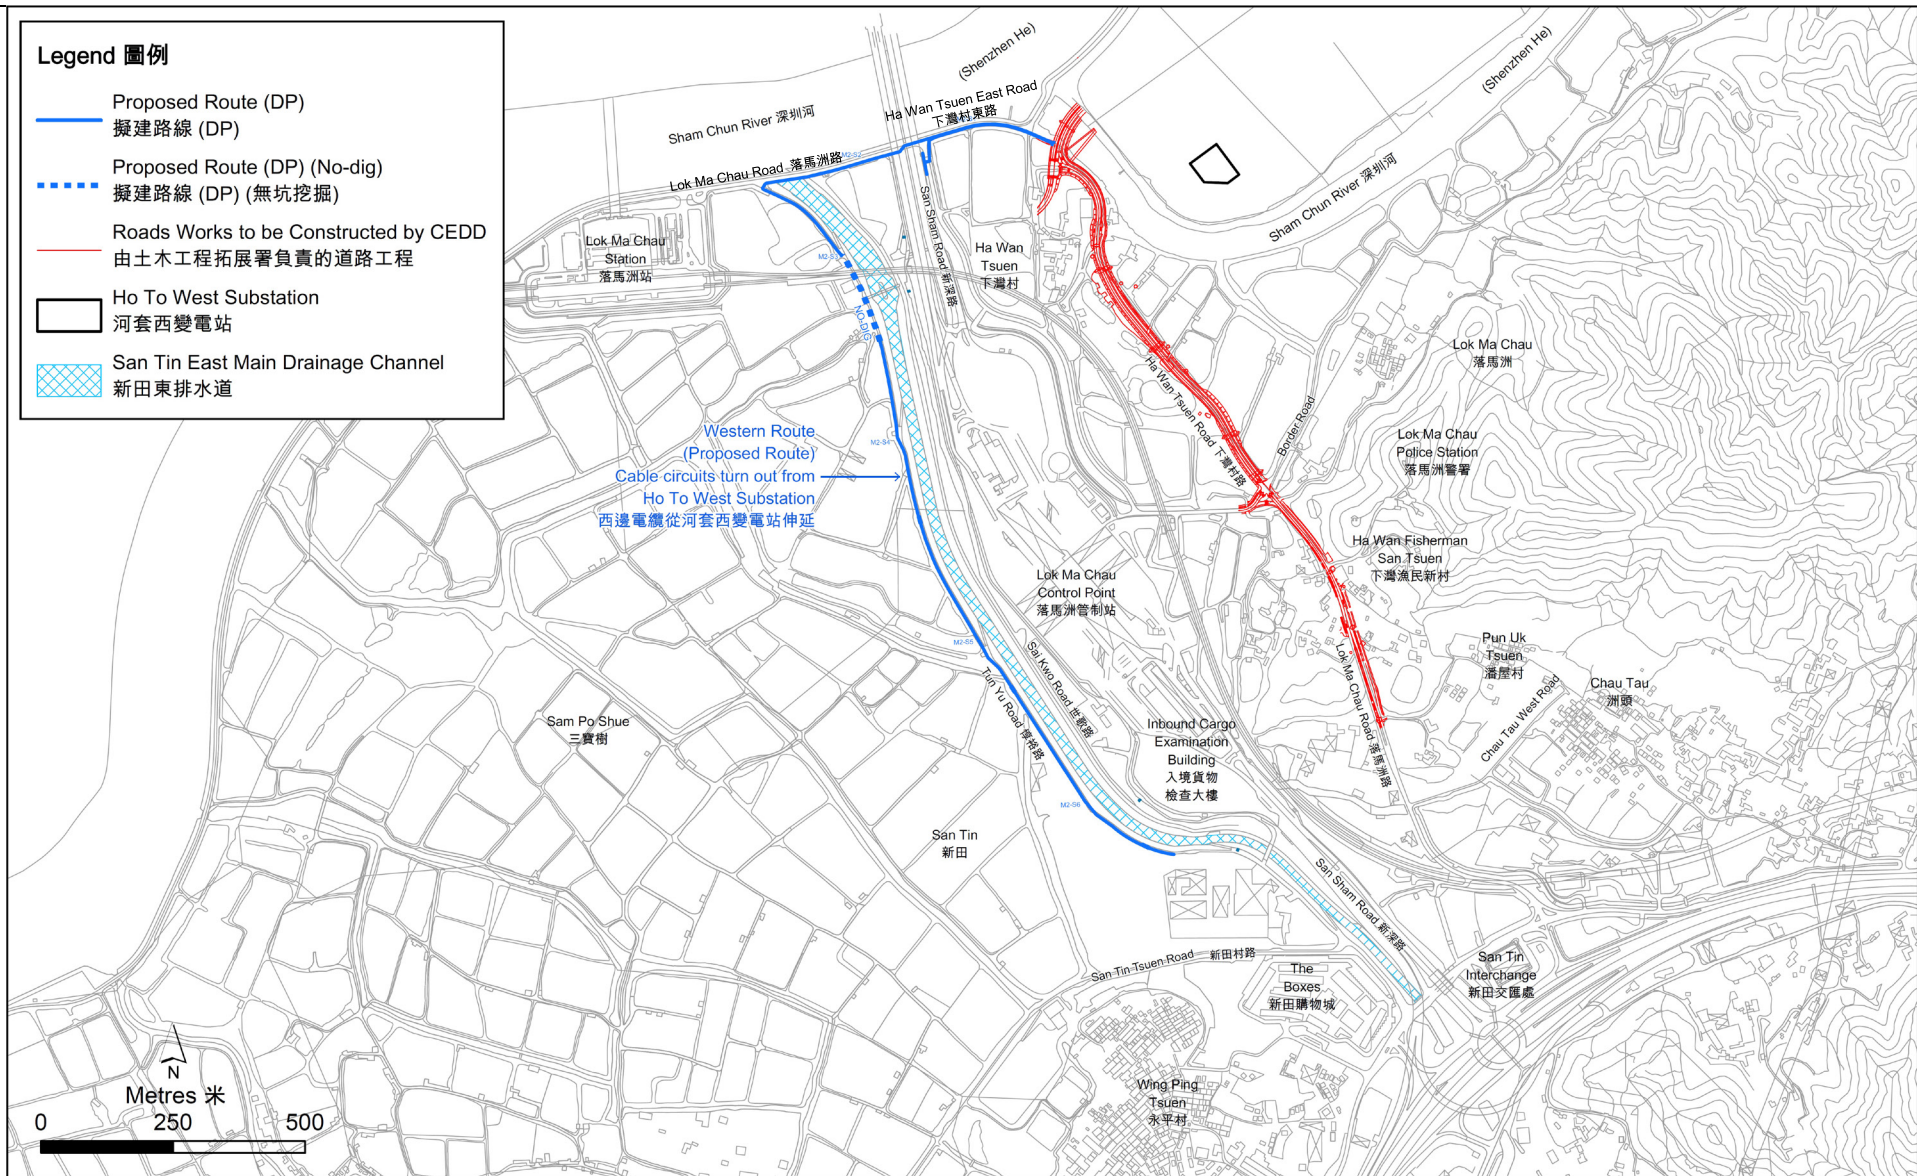 Legend 圖例
Proposed Route (DP)
擬建路線 (DP)
Proposed Route (DP) (No-dig)
擬建路線 (DP) (無坑挖掘)
Roads Works to be Constructed by CEDD
由土木工程拓展署負責的道路工程
Ho To West Substation
河套西變電站
San Tin East Main Drainage Channel
新田東排水道
(Shenzhen He)
(Shenzhen He)
Sham Chun River 深圳河
Ha Wan Tsuen East Road
下灣村東路
M2-S2
Lok Ma Chau Road 落馬洲路
Sham Chun River 深圳河
San Sham Road 新深路
Lok Ma Chau
Station
落馬洲站
M2-S3
NO-DIG
Ha Wan
Tsuen
下灣村
Lok Ma Chau
落馬洲
Ha Wan Tsuen Road 下灣村路
Border Road
Western Route
(Proposed Route)
Cable circuits turn out from
Ho To West Substation
西邊電纜從河套西變電站伸延
M2-S4
Lok Ma Chau
Police Station
落馬洲警署
Ha Wan Fisherman
San Tsuen
下灣漁民新村
Lok Ma Chau
Control Point
落馬洲管制站
M2-S5
Sai Kwo Road 世歌路
Tun Yu Road 惇裕路
Lok Ma Chau Road 落馬洲路
Pun Uk
Tsuen
潘屋村
Chau Tau
洲頭
Chau Tau West Road
Sam Po Shue
三寶樹
Inbound Cargo
Examination
Building
入境貨物
檢查大樓
M2-S6
San Tin
新田
San Sham Road 新深路
San Tin Tsuen Road 新田村路
The
Boxes
新田購物城
San Tin
Interchange
新田交匯處
Wing Ping
Tsuen
永平村
N
Metres 米
0 250 500